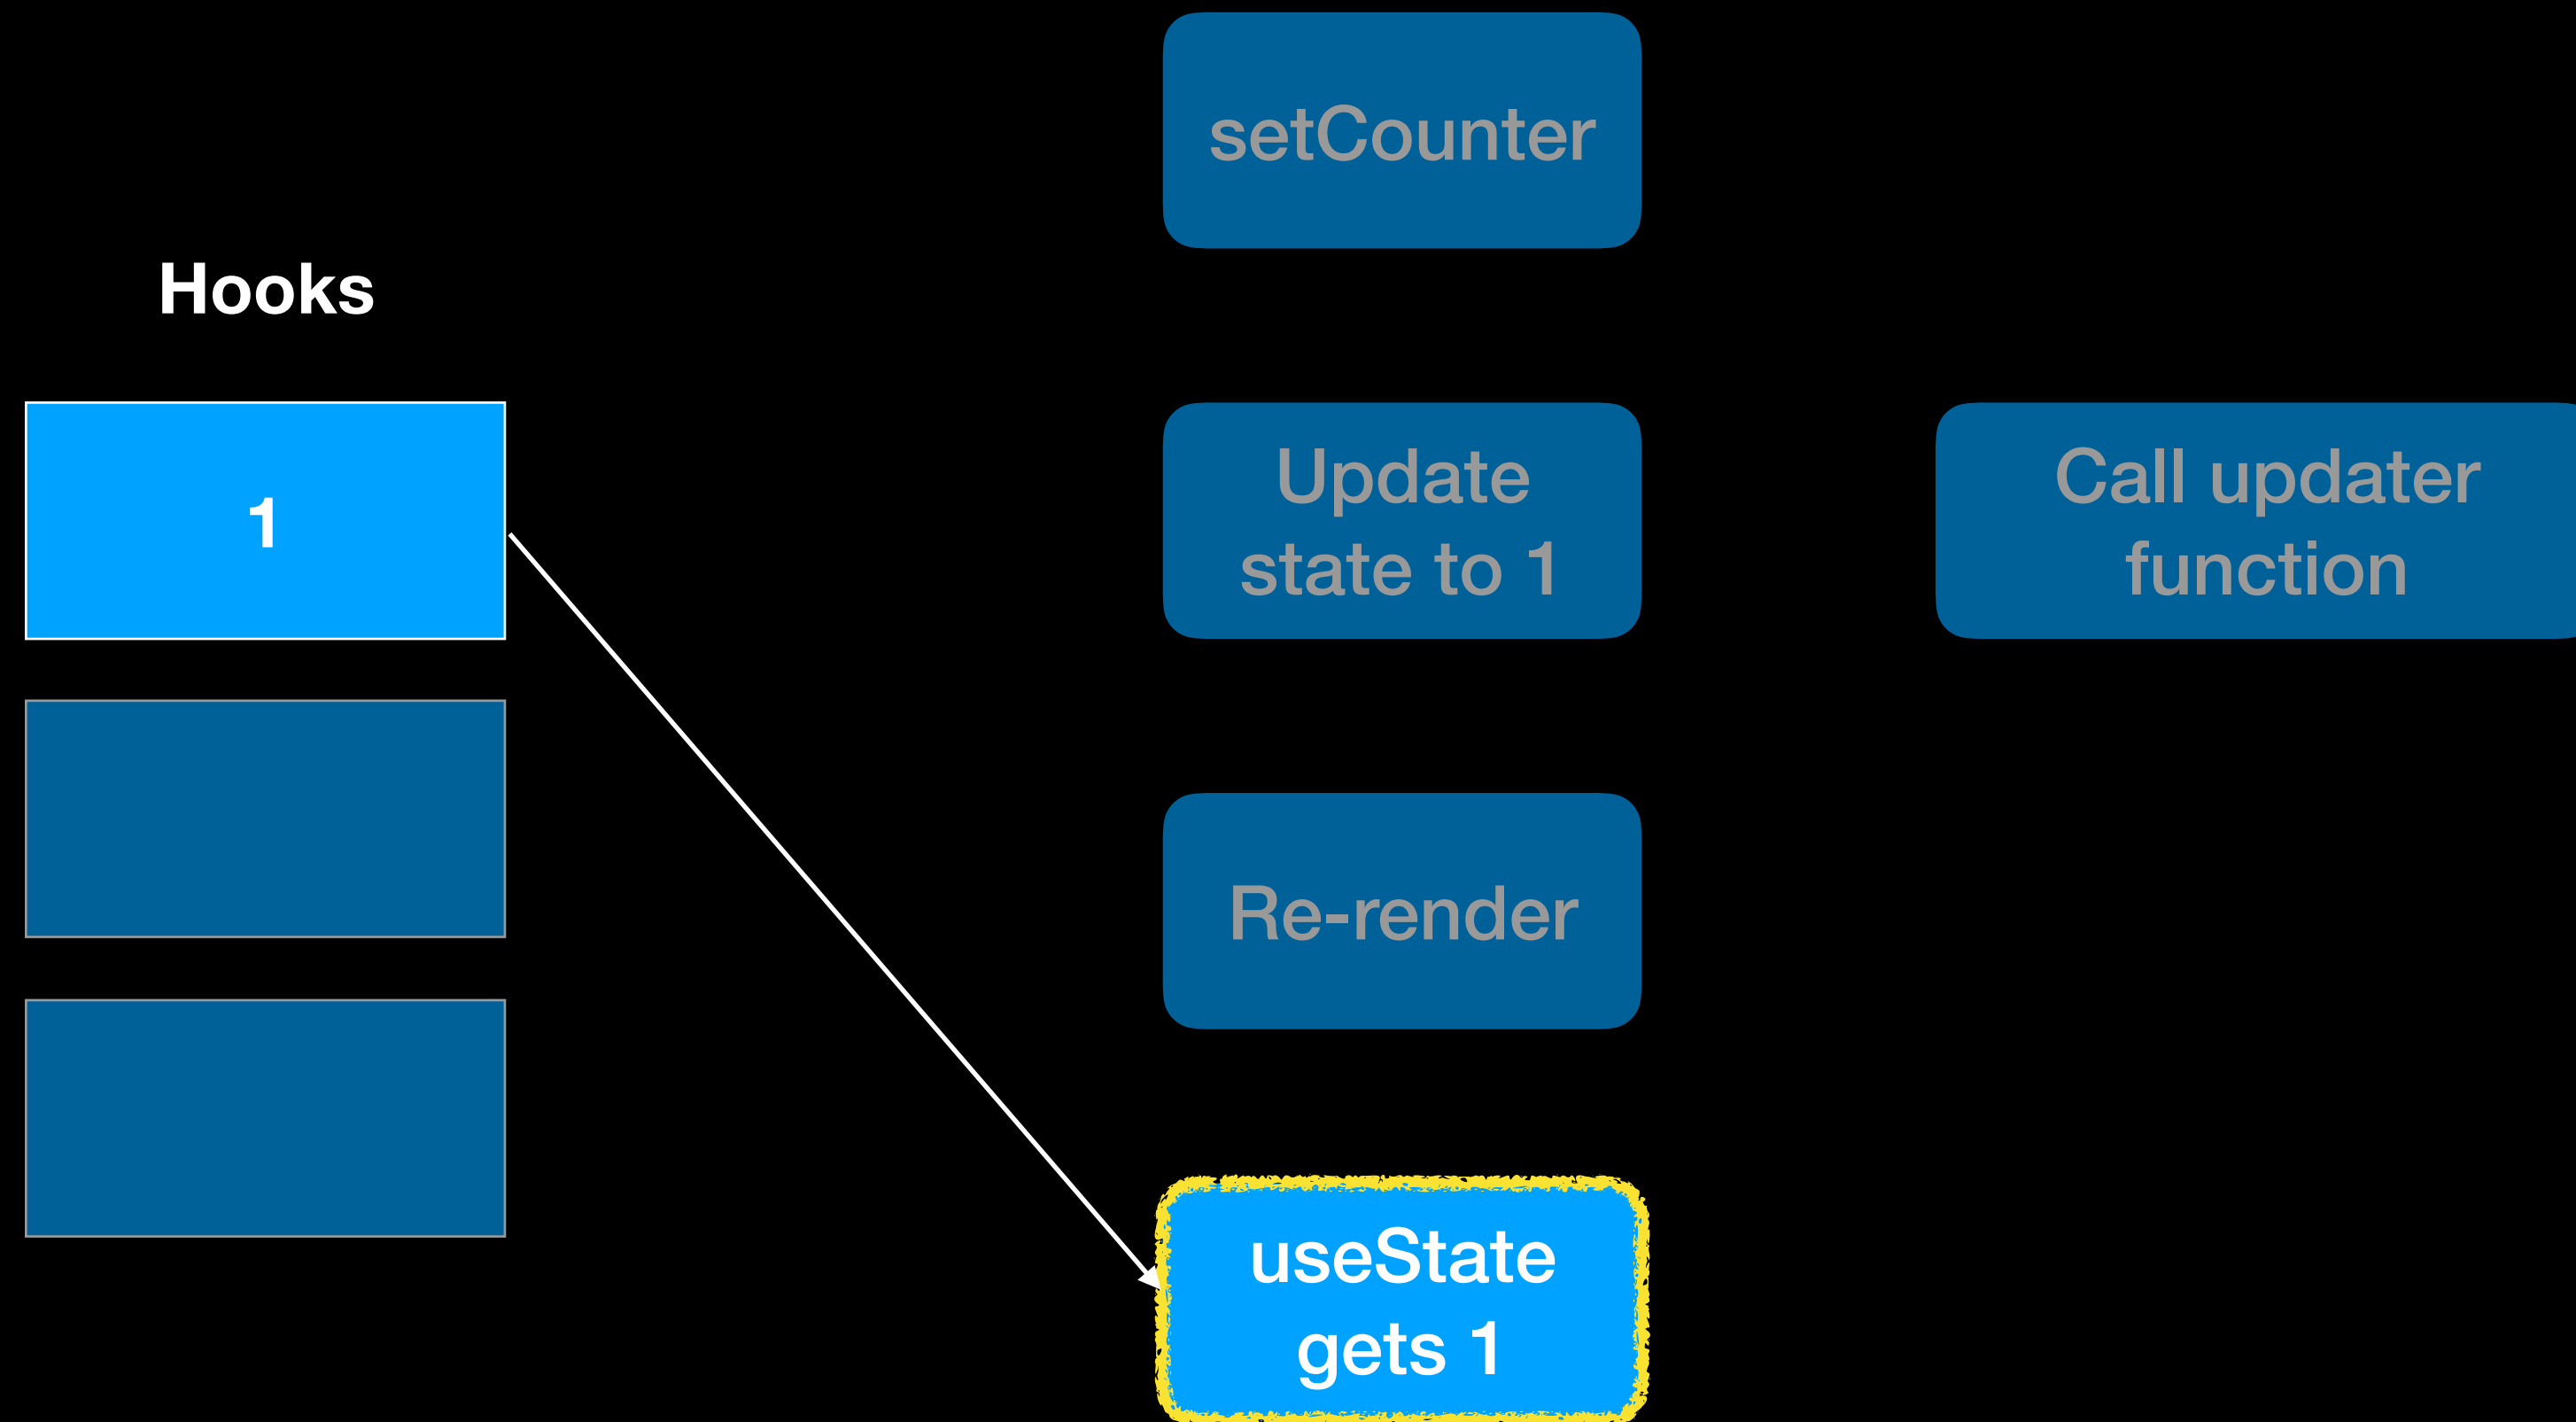 setCounter
Hooks
1
Update
state to 1
Call updater
function
Re-render
useState
gets 1